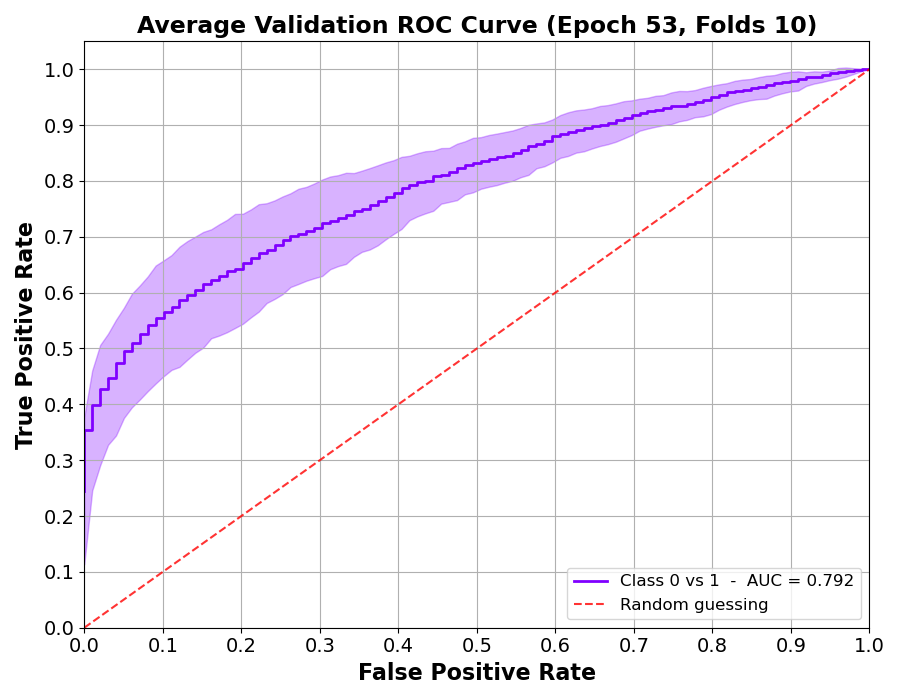 Average Validation ROC Curve (Epoch 53, Folds 10)
True Positive Rate
1.0
0.9
0.8
0.7
0.6
0.5
0.4
0.3
0.2
0.1
0.0
Class 0 vs 1 - AUC = 0.792
Random guessing
0.0 0.1 0.2 0.3 0.4 0.5 0.6 0.7 0.8 0.9 1.0
False Positive Rate